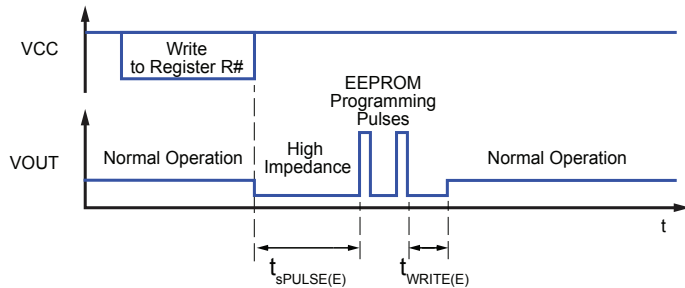 VCC
Write
to Register R#
EEPROM
Programming
Pulses
VOUT
Normal Operation
High
Impedance
Normal Operation
t
tsPULSE(E)
tWRITE(E)